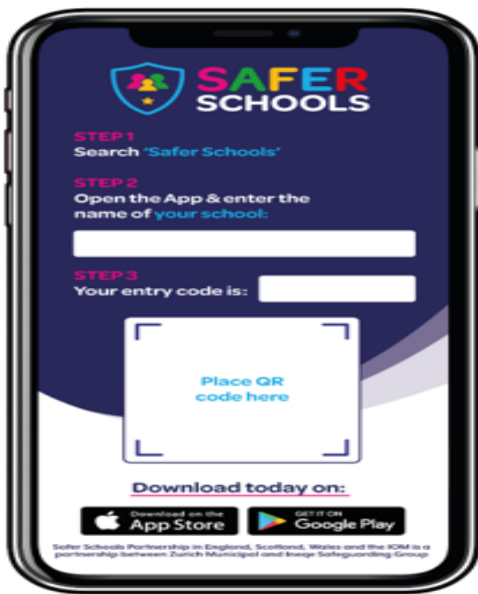 SAFER
SCHOOLS
STEP 1
Search 'Safer Schools'
STEP 2
Open the App & enter the
name of your school:
STEP 3
Your entry code is:
Place QR
code here
Download today on:
Download on the
App Store
GET IT ON
Google Play
Safer Schools Partnership in England, Scotland, Wales and the IOM is a
partnership between Zurich Municipal and Ineqe Safeguarding Group